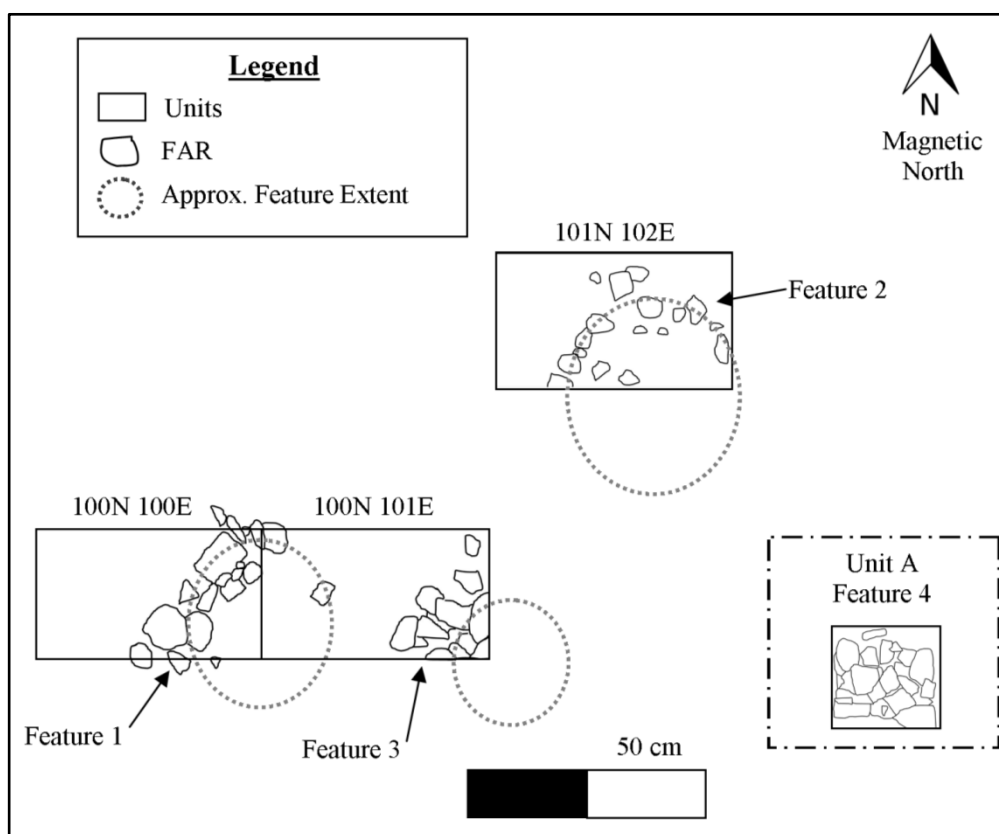 Legend
Units
FAR
Approx. Feature Extent
N
Magnetic
North
101N 102E
Feature 2
100N 100E
100N 101E
Unit A
Feature 4
Feature 1
Feature 3
50 cm